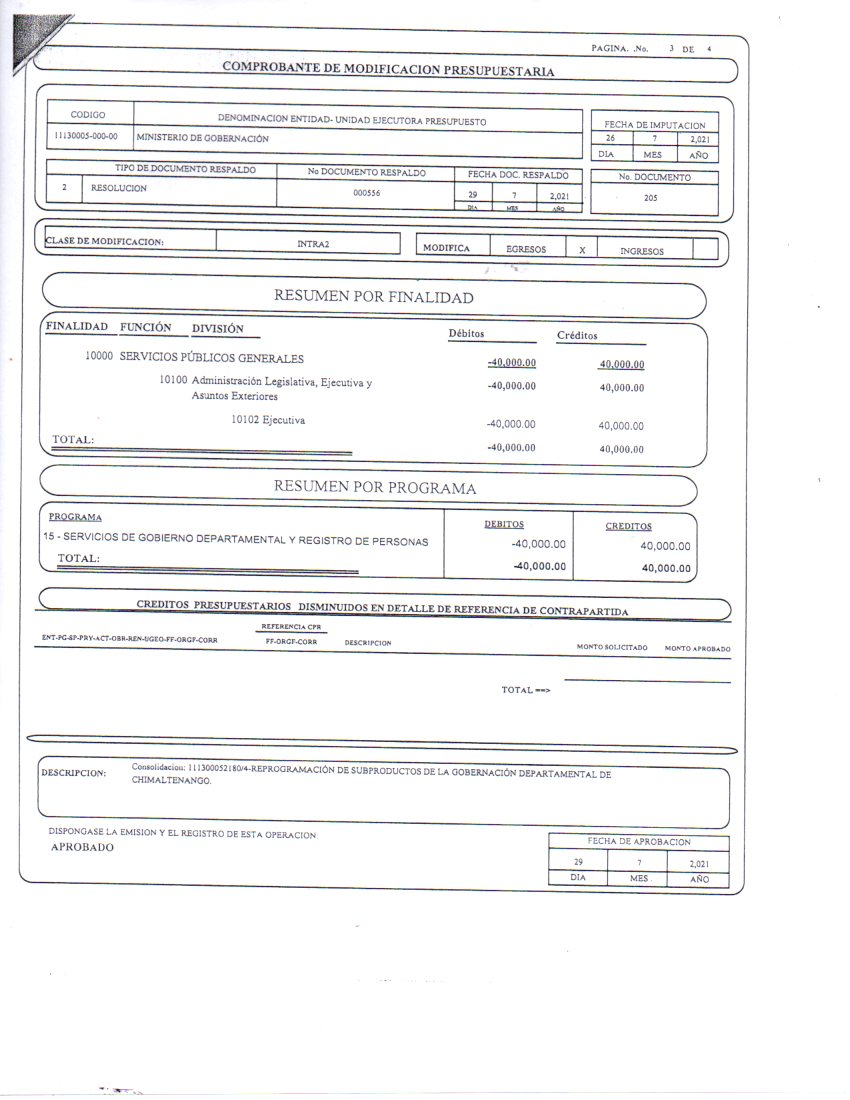 PAGINA. .No. 3 DE 4
COMPROBANTE DE MODIFICACION PRESUPUESTARIA
CODIGO DENOMINACION ENTIDAD- UNIDAD EJECUTORA PRESUPUESTO FECHA DE IMPUTACION
11130005-000-00 MINISTERIO DE GOBERNACIÓN 26 7 2,021
DIA MES AÑO
TIPO DE DOCUMENTO RESPALDO No DOCUMENTO RESPALDO FECHA DOC. RESPALDO No. DOCUMENTO
2 RESOLUCION 000556 29 7 2,021 205
DIA MES AÑO
CLASE DE MODIFICACION: INTRA2 MODIFICA EGRESOS X INGRESOS
RESUMEN POR FINALIDAD
FINALIDAD FUNCIÓN DIVISIÓN Débitos Créditos
10000 SERVICIOS PÚBLICOS GENERALES -40,000.00 40,000.00
10100 Administración Legislativa, Ejecutiva y -40,000.00 40,000.00
Asuntos Exteriores
10102 Ejecutiva -40,000.00 40,000.00
TOTAL: -40,000.00 40,000.00
RESUMEN POR PROGRAMA
PROGRAMA DEBITOS CREDITOS
15 - SERVICIOS DE GOBIERNO DEPARTAMENTAL Y REGISTRO DE PERSONAS -40,000.00 40,000.00
TOTAL: -40,000.00 40,000.00
CREDITOS PRESUPUESTARIOS DISMINUIDOS EN DETALLE DE REFERENCIA DE CONTRAPARTIDA
REFERENCIA CPR
ENT-PG-SP-PRY-ACT-OBR-REN-UGEO-FF-ORGF-CORR FF-ORGF-CORR DESCRIPCION MONTO SOLICITADO MONTO APROBADO
TOTAL ==>
DESCRIPCION: Consolidacion: 111300052180/4-REPROGRAMACIÓN DE SUBPRODUCTOS DE LA GOBERNACIÓN DEPARTAMENTAL DE
CHIMALTENANGO.
DISPONGASE LA EMISION Y EL REGISTRO DE ESTA OPERACION:
APROBADO
FECHA DE APROBACION
29 7 2,021
DIA MES . AÑO